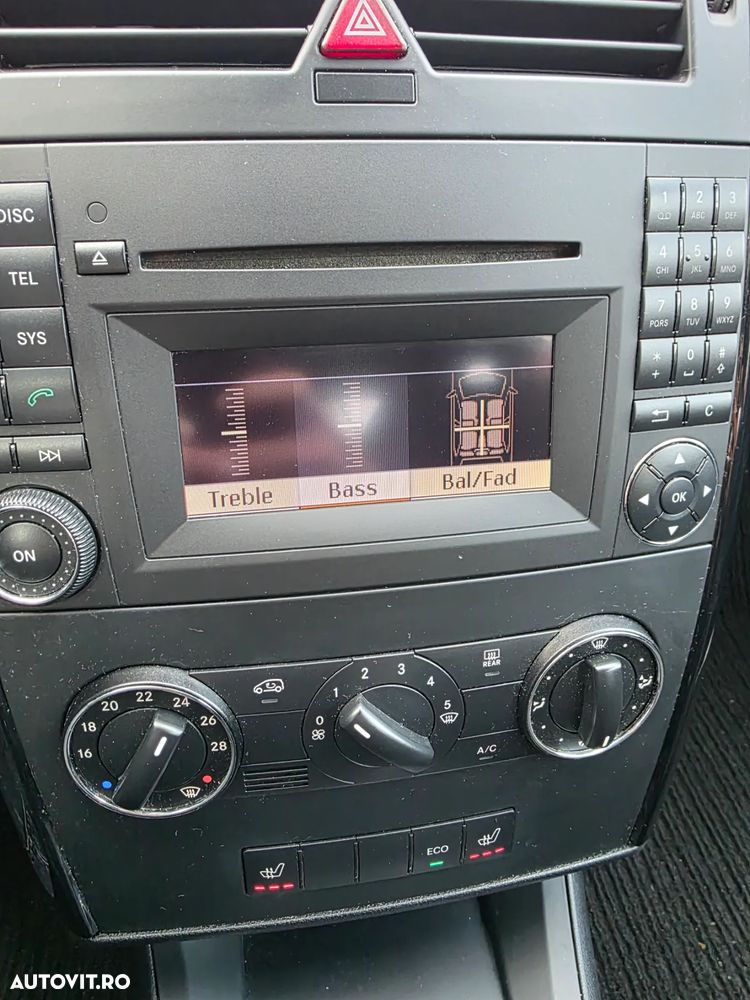 DISC
TEL
SYS
ON
1
2 ABC
3 DEF
4 GHI
5 JKL
6 MNO
7 PQRS
8 TUV
9 WXYZ
* +
0
#
C
OK
Treble
Bass
Bal/Fad
16 18 20 22 24 26 28
0 1 2 3 4 5
REAR
A/C
ECO
AUTOVIT.RO